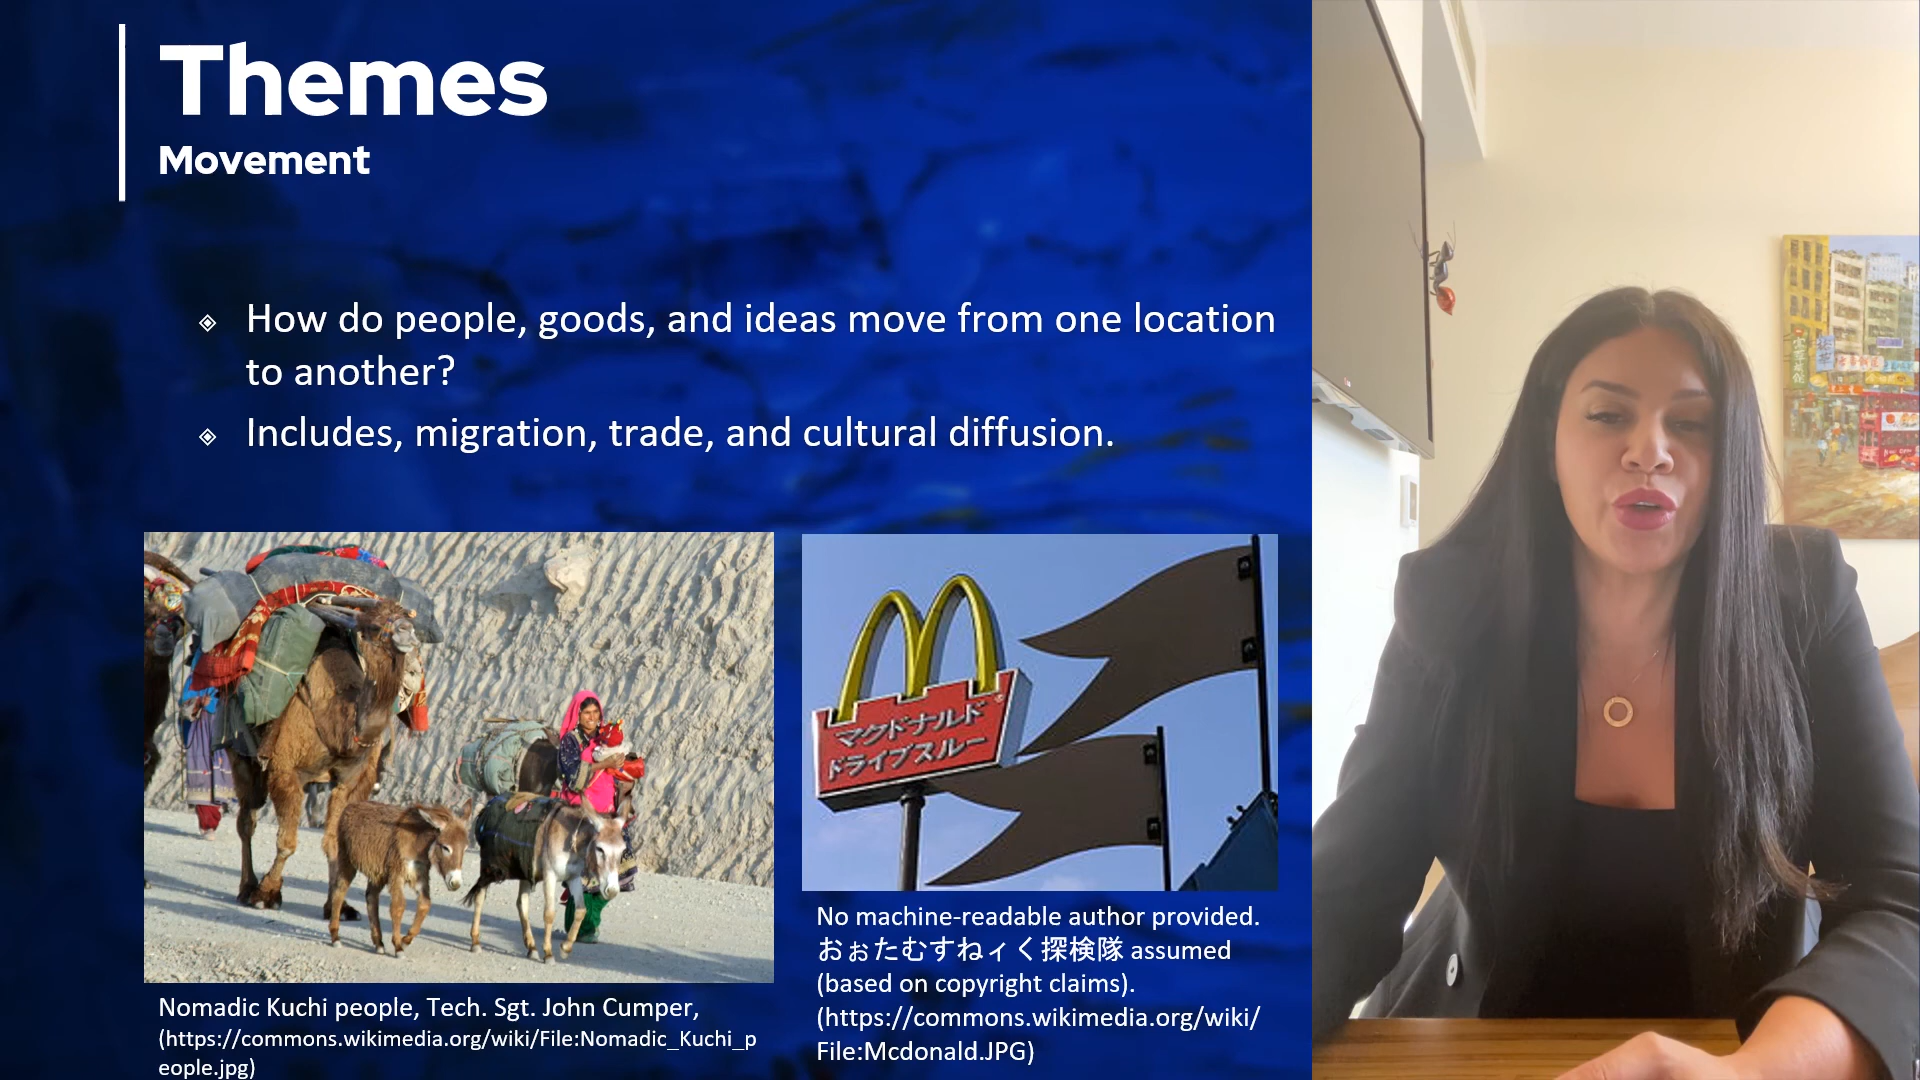 Themes
Movement
How do people, goods, and ideas move from one location
to another?
Includes, migration, trade, and cultural diffusion.
マクドナルド
ドライブスルー
Nomadic Kuchi people, Tech. Sgt. John Cumper,
(https://commons.wikimedia.org/wiki/File:Nomadic_Kuchi_p
eople.jpg)
No machine-readable author provided.
おぉたむすねィく探検隊 assumed
(based on copyright claims).
(https://commons.wikimedia.org/wiki/
File:Mcdonald.JPG)